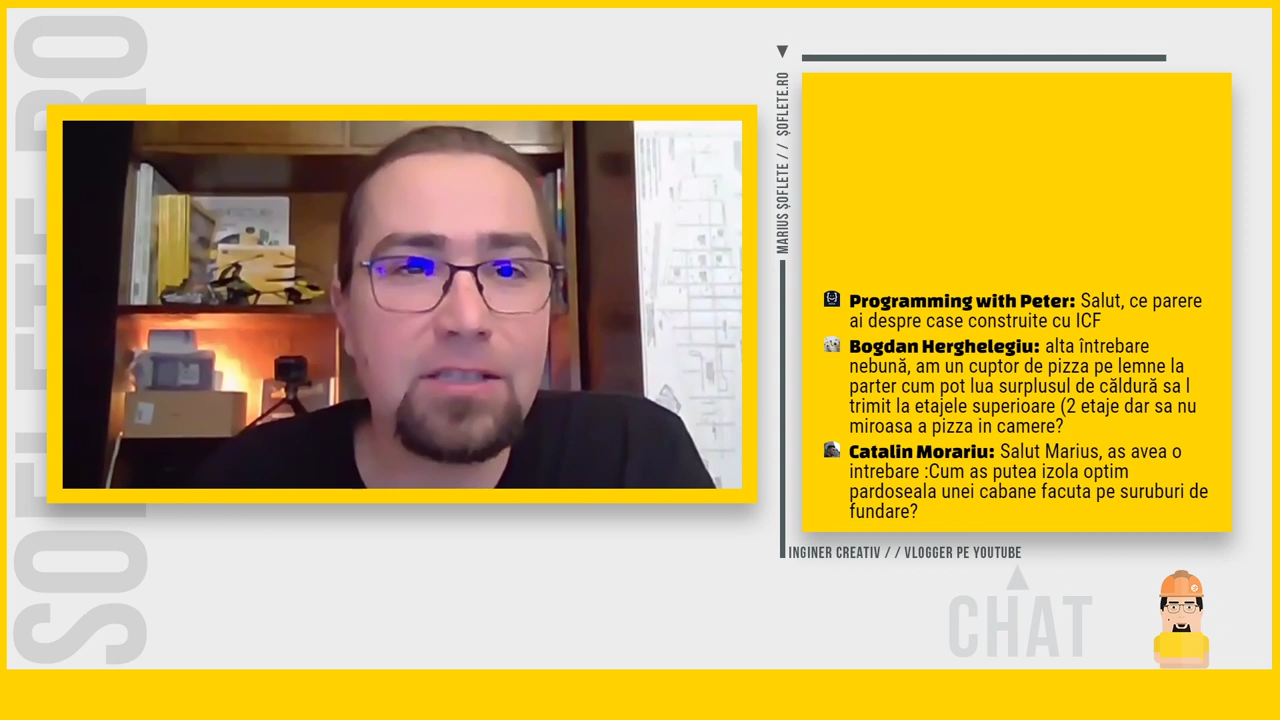 SOFLETE.RO
MARIUS ȘOFLETE / / ȘOFLETE.RO
Programming with Peter: Salut, ce parere
ai despre case construite cu ICF
Bogdan Herghelegiu: alta întrebare
nebună, am un cuptor de pizza pe lemne la
parter cum pot lua surplusul de căldură sa l
trimit la etajele superioare (2 etaje dar sa nu
miroasa a pizza in camere?
Catalin Morariu: Salut Marius, as avea o
intrebare :Cum as putea izola optim
pardoseala unei cabane facuta pe suruburi de
fundare?
INGINER CREATIV / / VLOGGER PE YOUTUBE
CHAT